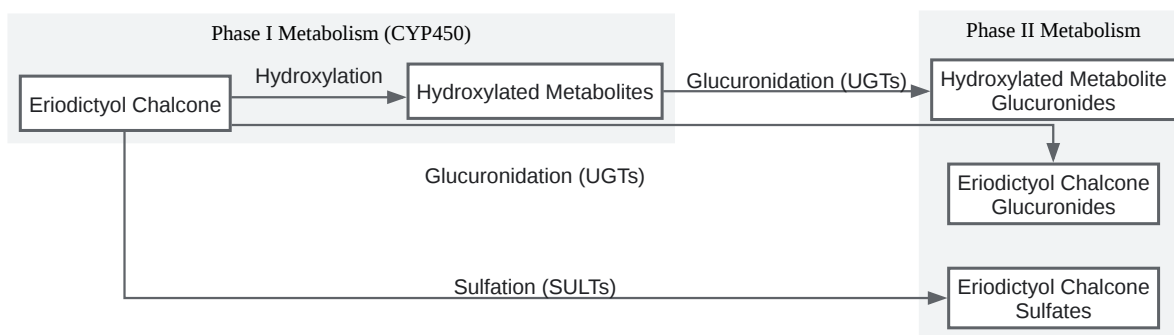 Phase I Metabolism (CYP450)
Phase II Metabolism
Eriodictyol Chalcone
Hydroxylation
Hydroxylated Metabolites
Glucuronidation (UGTs)
Hydroxylated Metabolite
Glucuronides
Glucuronidation (UGTs)
Eriodictyol Chalcone
Glucuronides
Sulfation (SULTs)
Eriodictyol Chalcone
Sulfates